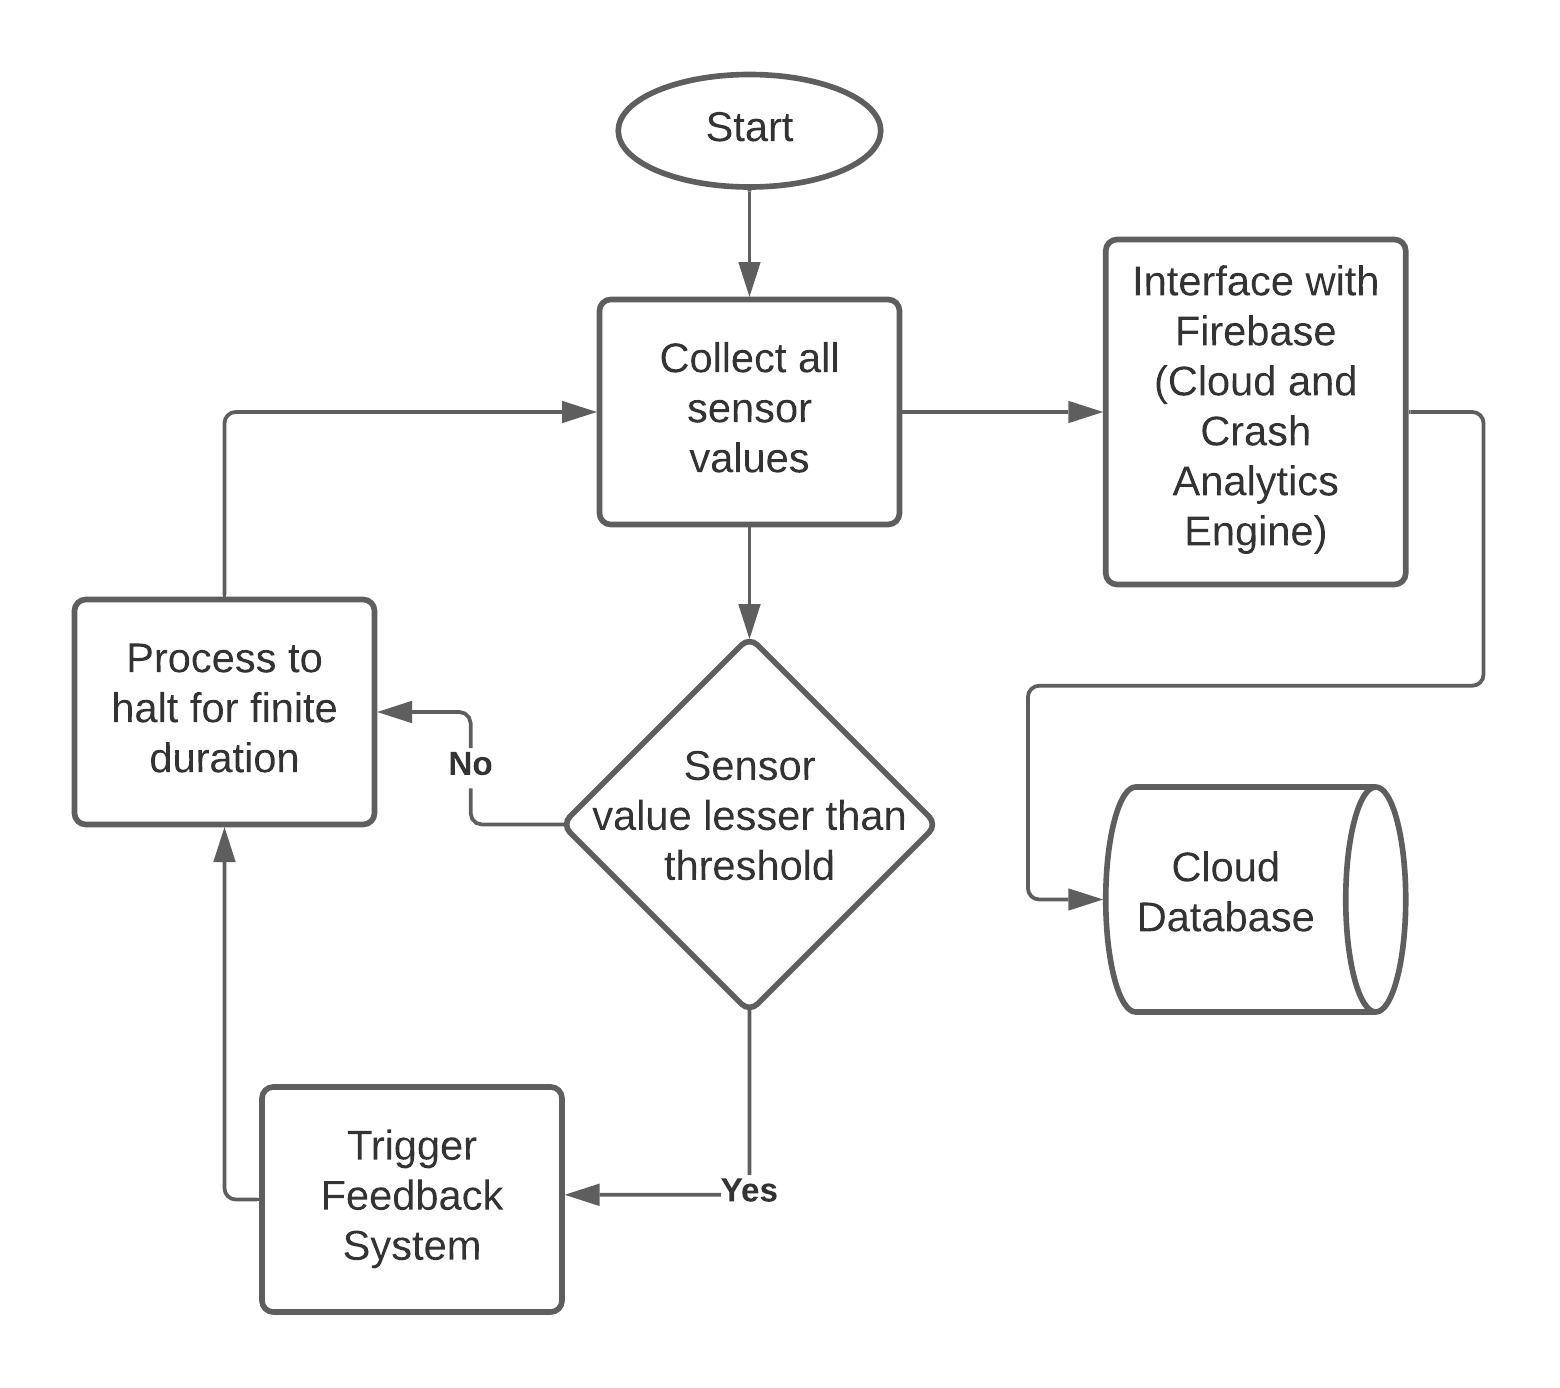 Start
Collect all
sensor
values
Interface with
Firebase
(Cloud and
Crash
Analytics
Engine)
Process to
halt for finite
duration
No
Sensor
value lesser than
threshold
Cloud
Database
Yes
Trigger
Feedback
System